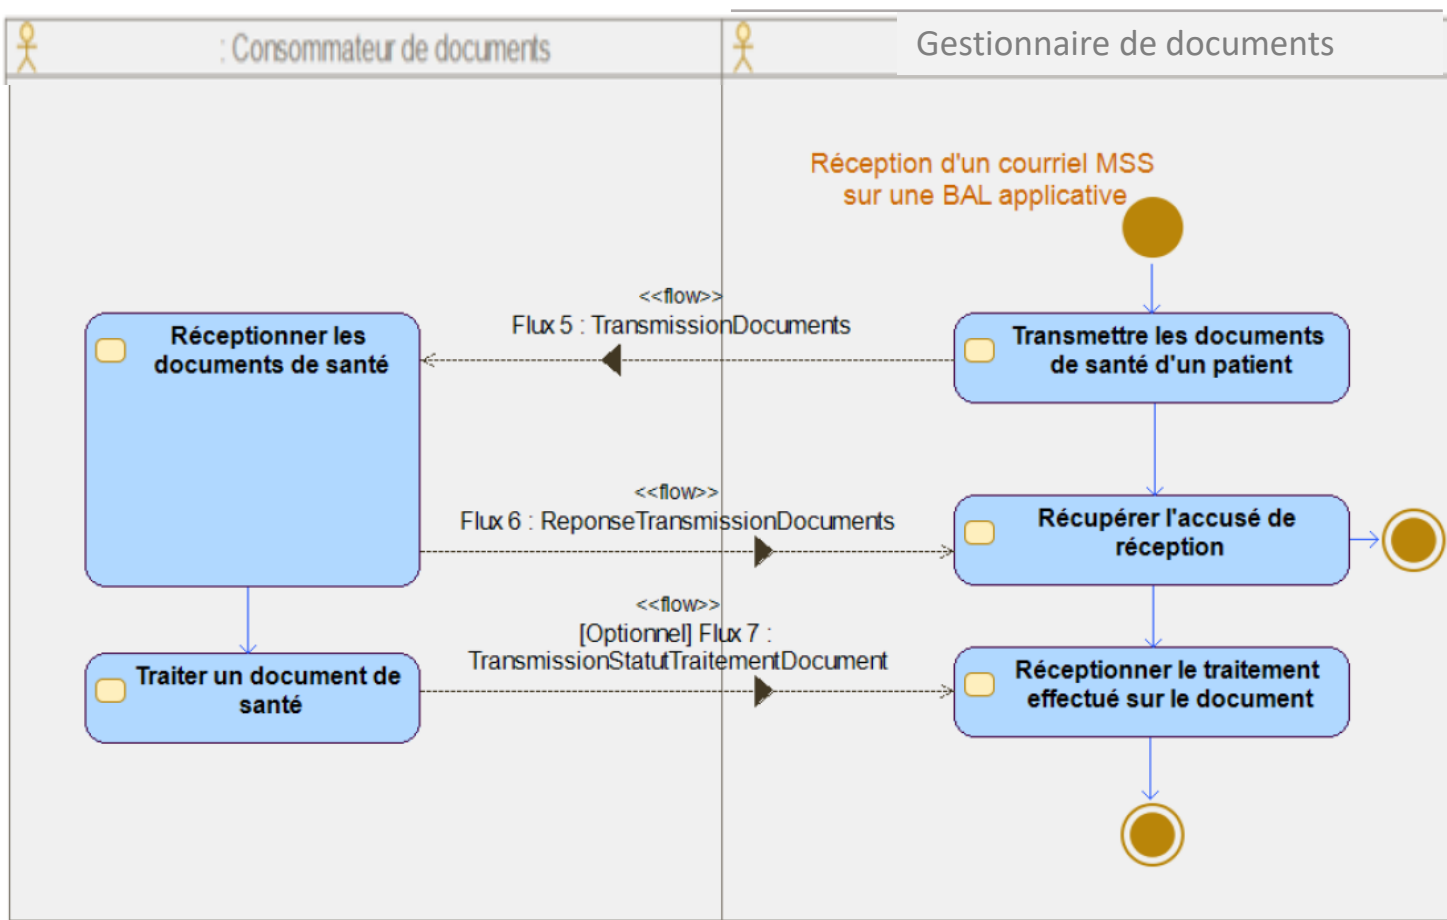 : Consommateur de documents
Gestionnaire de documents
Réception d'un courriel MSS
sur une BAL applicative
<<flow>>
Flux 5 : TransmissionDocuments
Réceptionner les
documents de santé
Transmettre les documents
de santé d'un patient
<<flow>>
Flux 6 : ReponseTransmissionDocuments
Récupérer l'accusé de
réception
<<flow>>
[Optionnel] Flux 7 :
TransmissionStatutTraitementDocument
Traiter un document de
santé
Réceptionner le traitement
effectué sur le document